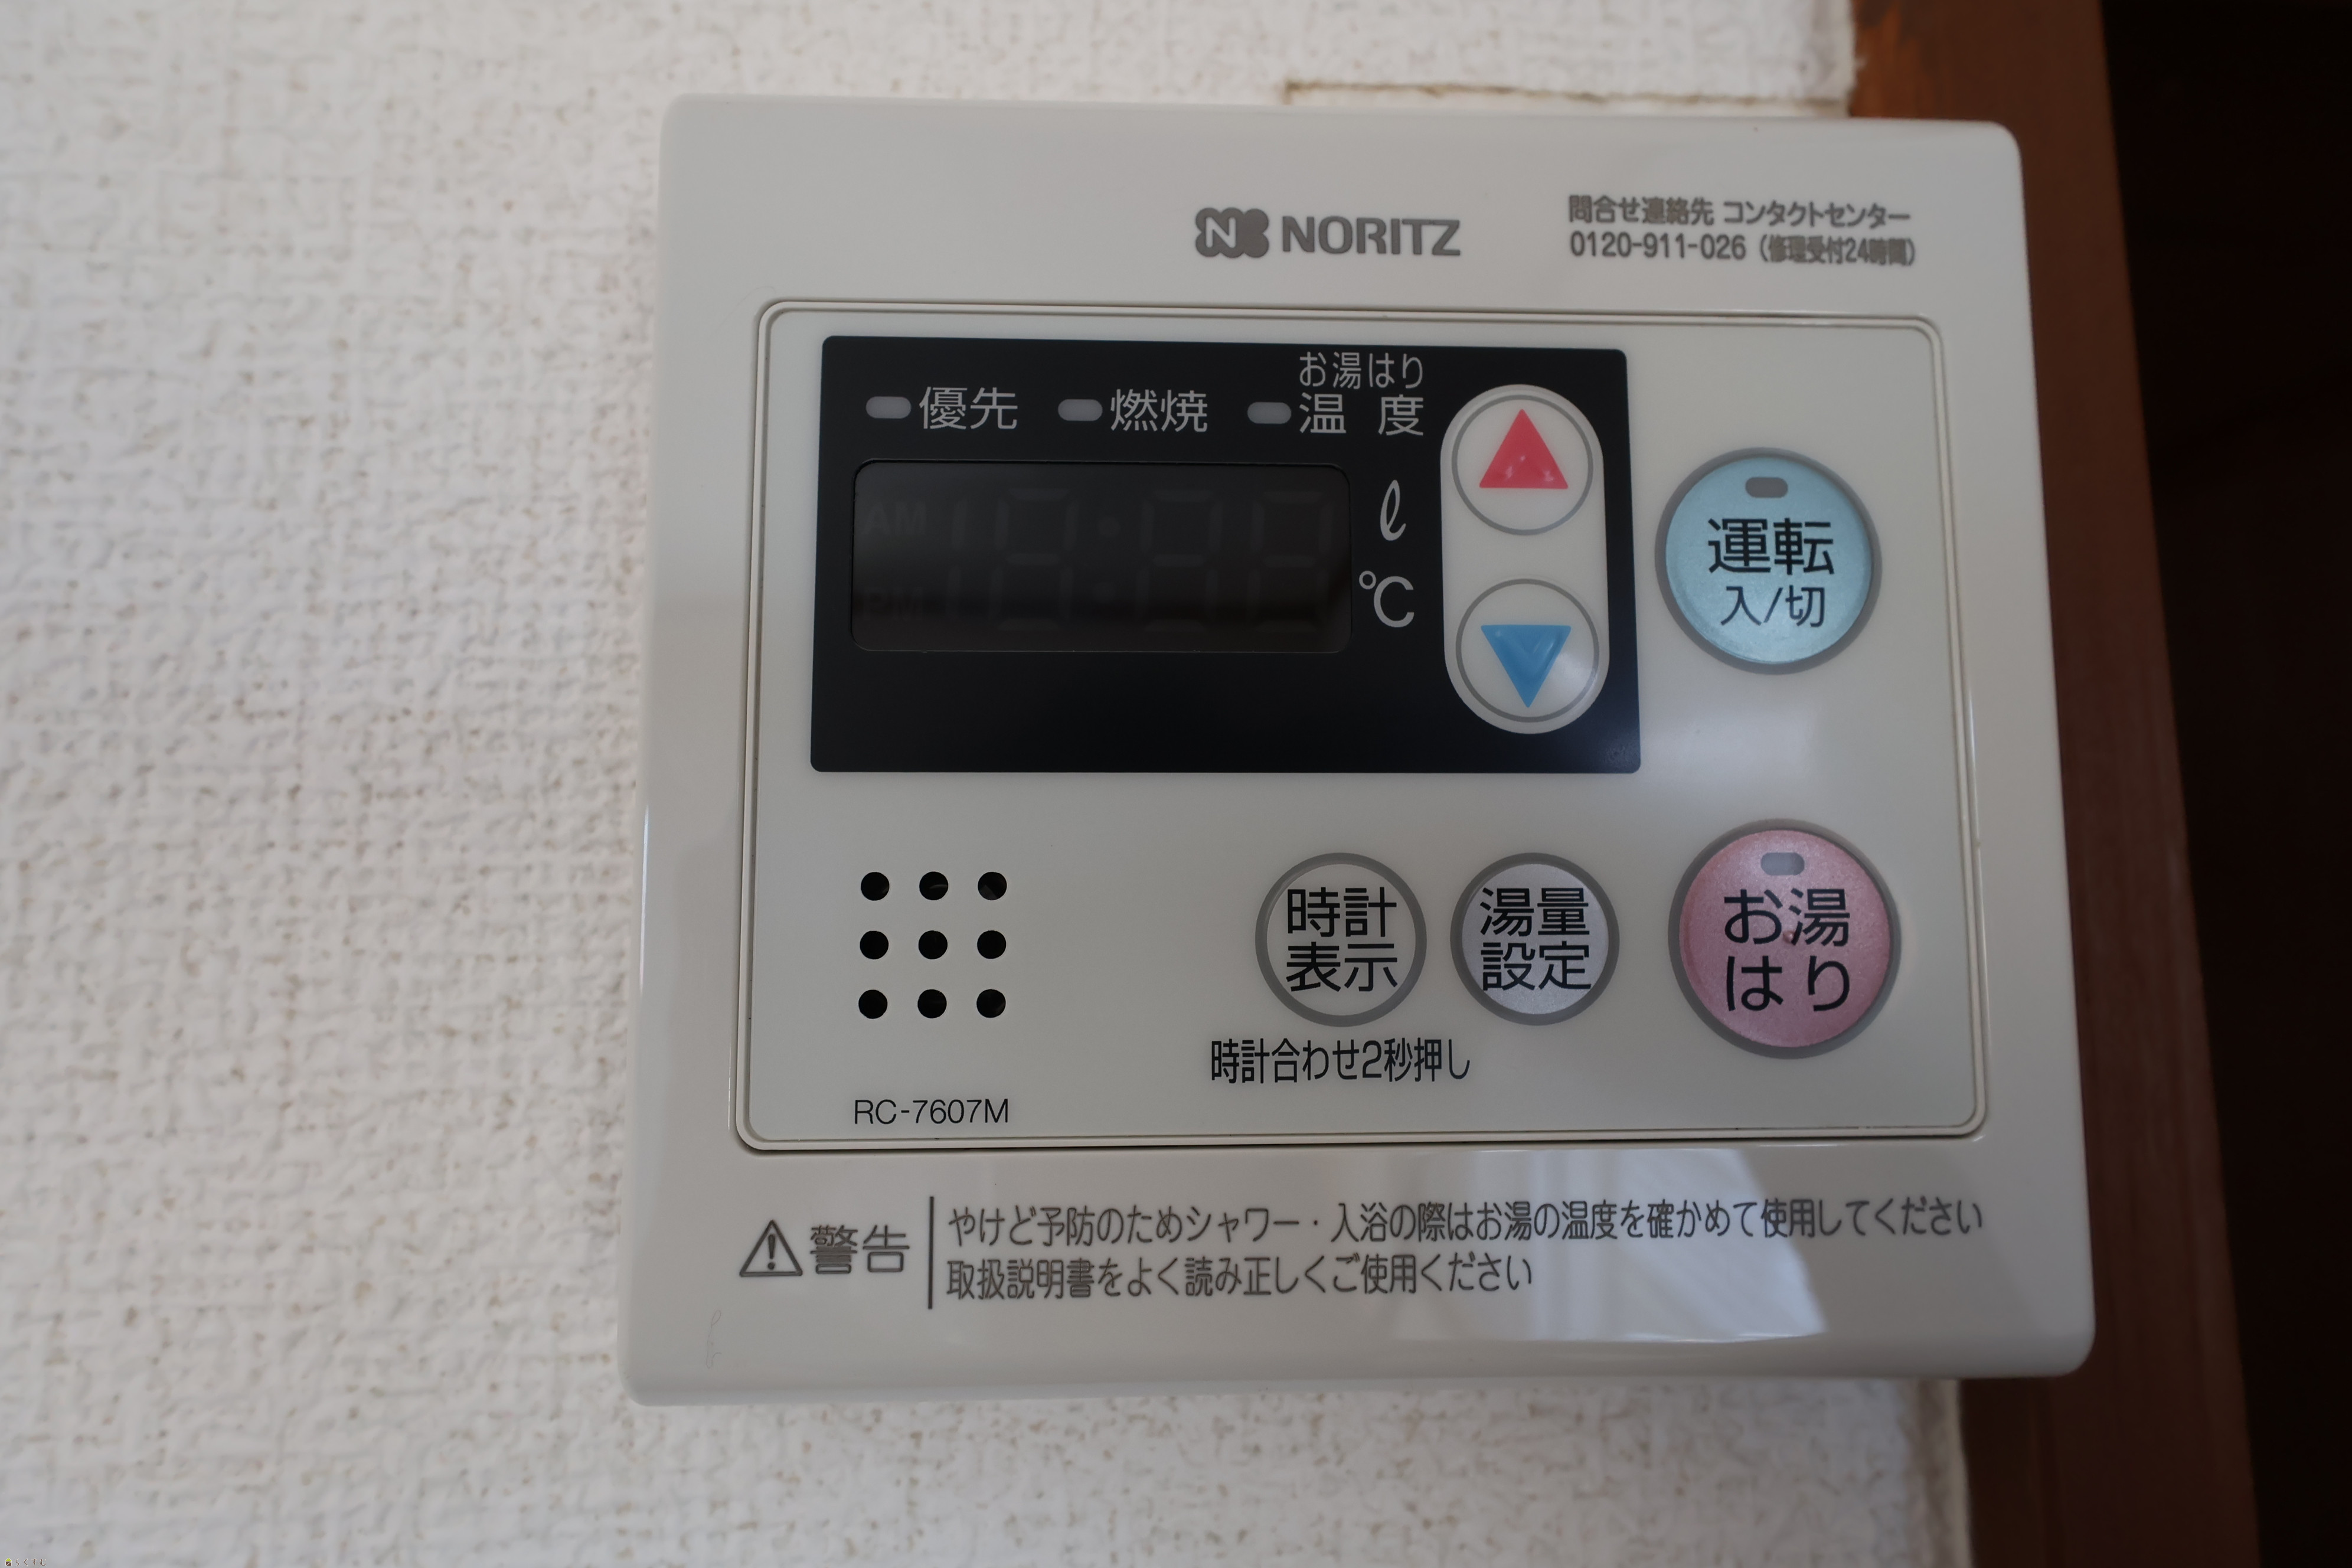 NORITZ
問合せ連絡先 コンタクトセンター
0120-911-026（修理受付24時間）
優先
燃焼
お湯はり
温度
AM
ℓ
℃
運転
入/切
時計
表示
湯量
設定
お湯
はり
時計合わせ2秒押し
RC-7607M
警告
やけど予防のためシャワー・入浴の際はお湯の温度を確かめて使用してください
取扱説明書をよく読み正しくご使用ください